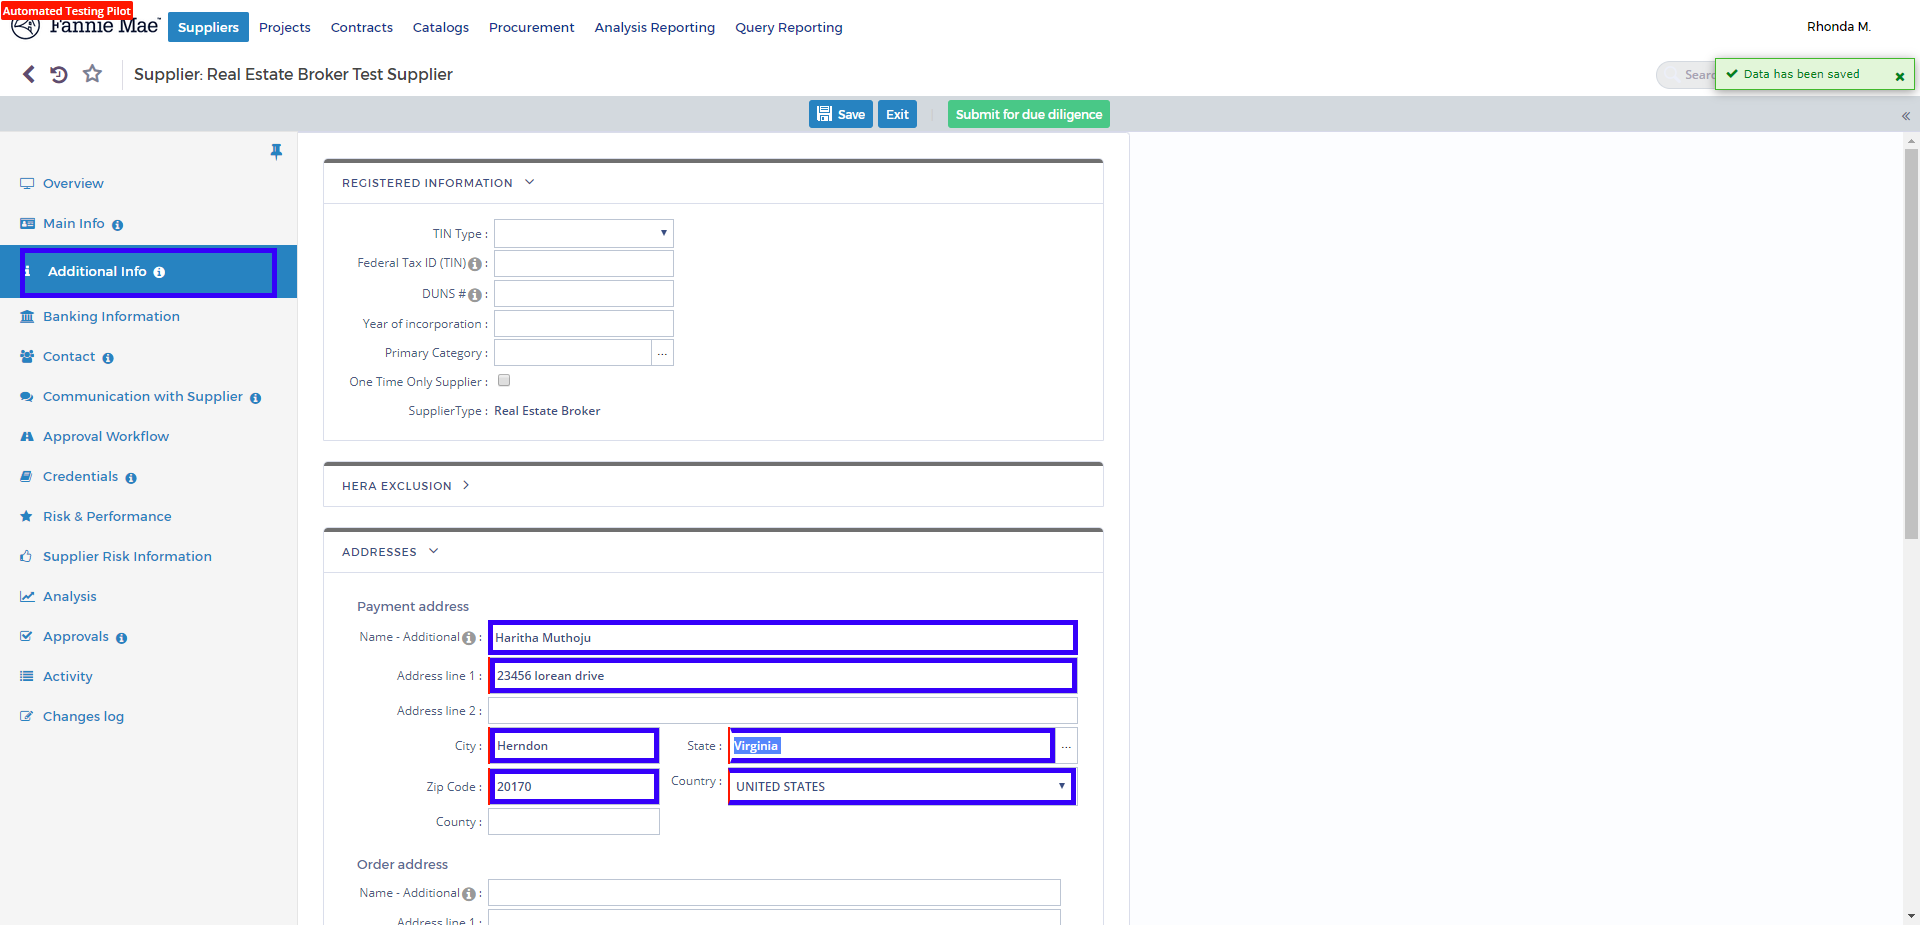 Automated Testing Pilot
Fannie Mae
Suppliers Projects Contracts Catalogs Procurement Analysis Reporting Query Reporting
Rhonda M.
Supplier: Real Estate Broker Test Supplier
Data has been saved
Save Exit Submit for due diligence
Overview
Main Info
Additional Info
Banking Information
Contact
Communication with Supplier
Approval Workflow
Credentials
Risk & Performance
Supplier Risk Information
Analysis
Approvals
Activity
Changes log
REGISTERED INFORMATION
TIN Type :
Federal Tax ID (TIN) :
DUNS # :
Year of incorporation :
Primary Category : ...
One Time Only Supplier :
SupplierType : Real Estate Broker
HERA EXCLUSION
ADDRESSES
Payment address
Name - Additional : Haritha Muthoju
Address line 1 : 23456 lorean drive
Address line 2 :
City : Herndon State : Virginia ...
Zip Code : 20170 Country : UNITED STATES
County :
Order address
Name - Additional :
Address line 1 :